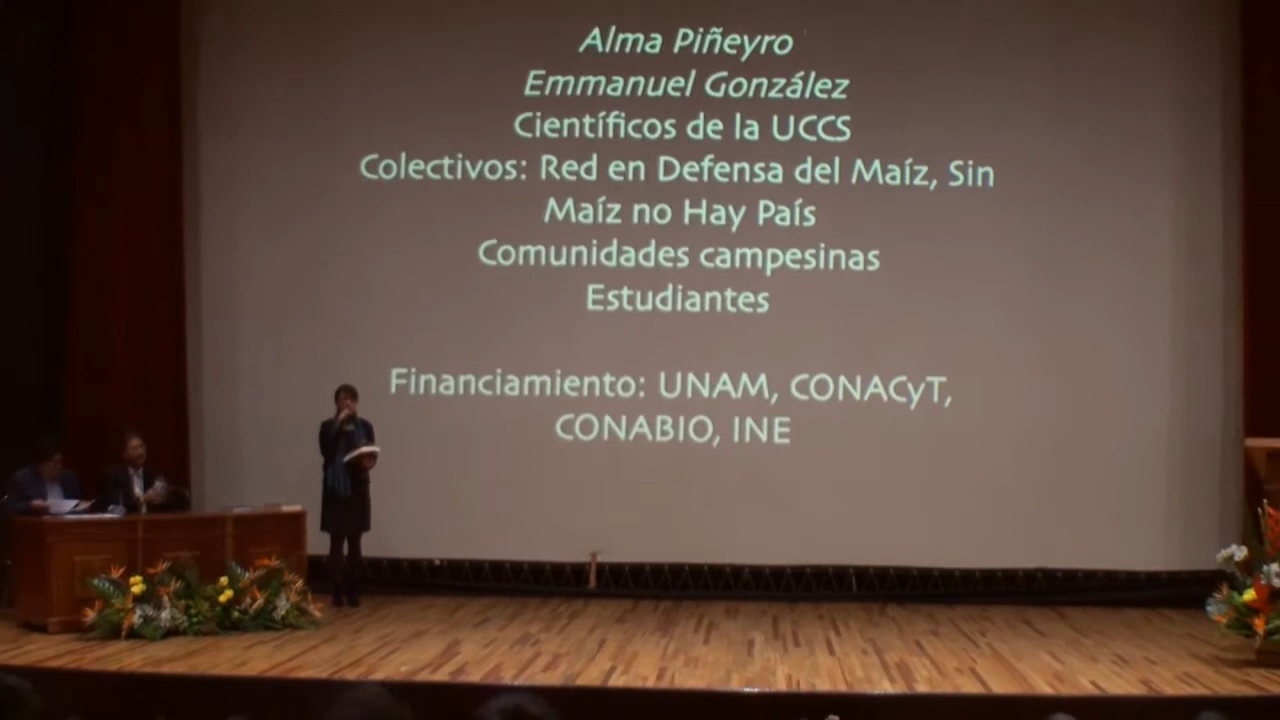 Alma Piñeyro
Emmanuel González
Científicos de la UCCS
Colectivos: Red en Defensa del Maíz, Sin
Maíz no Hay País
Comunidades campesinas
Estudiantes
Financiamiento: UNAM, CONACyT,
CONABIO, INE